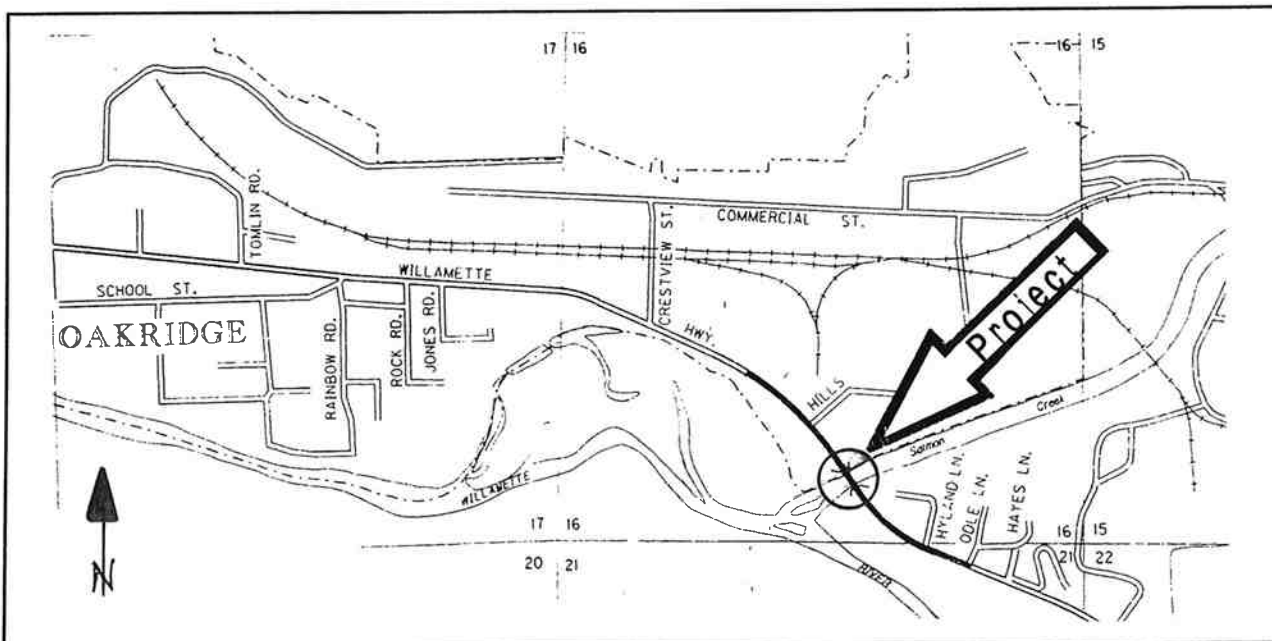 17 16
16 15
TOMLIN RD.
CRESTVIEW ST.
COMMERCIAL ST.
WILLAMETTE
HWY.
SCHOOL ST.
OAKRIDGE
RAINBOW RD.
ROCK RD.
JONES RD.
HILLS
Project
Salmon Creek
HYLAND LN.
ODLE LN.
HAYES LN.
WILLAMETTE
RIVER
17 16
20 21
16 15
21 22
N